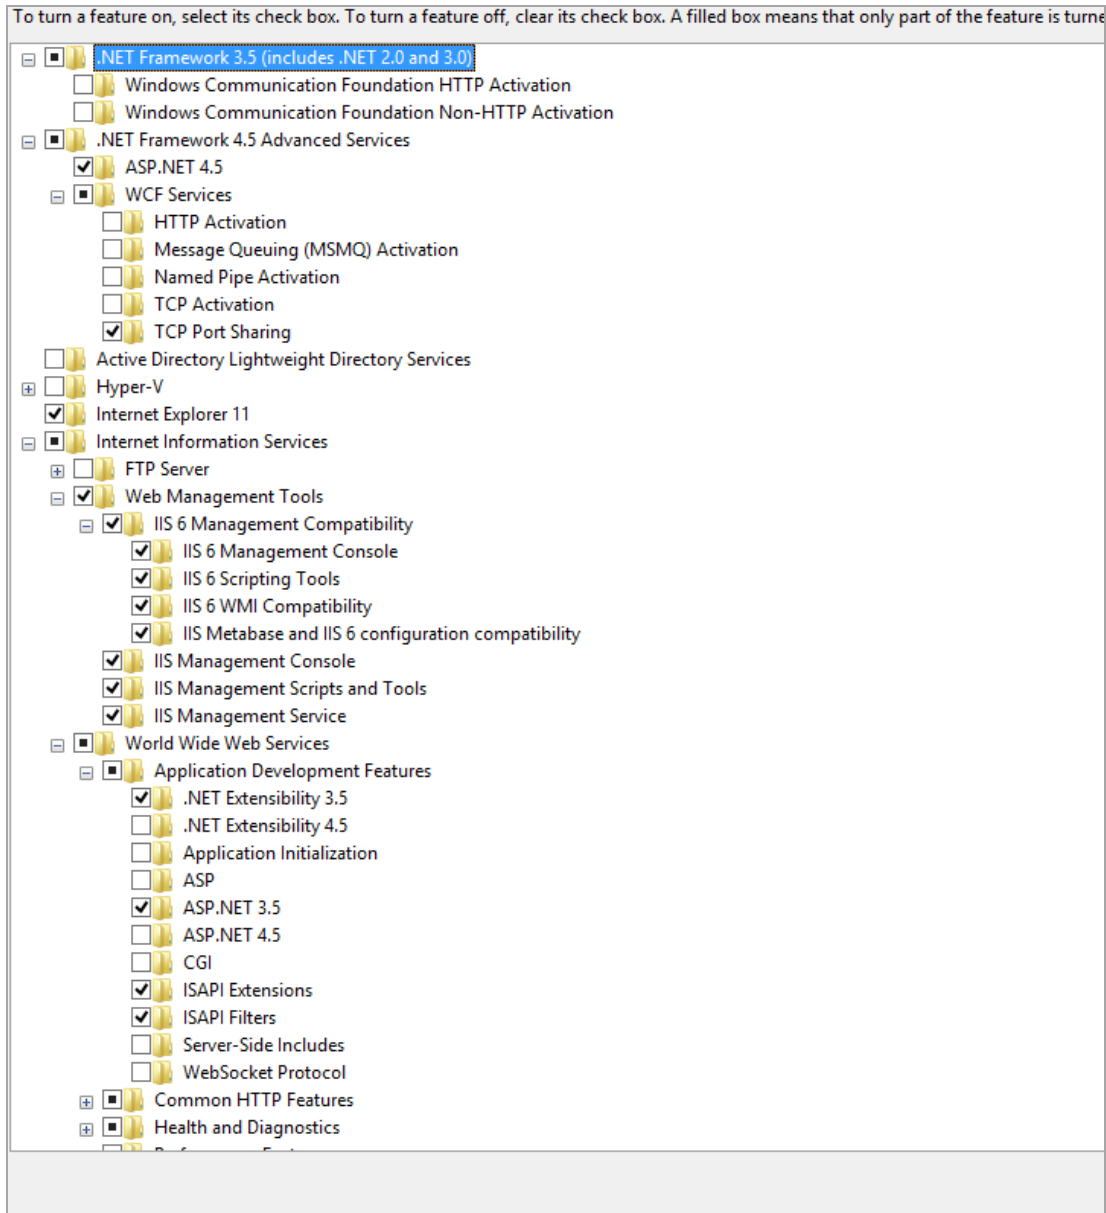 To turn a feature on, select its check box. To turn a feature off, clear its check box. A filled box means that only part of the feature is turne
.NET Framework 3.5 (includes .NET 2.0 and 3.0)
Windows Communication Foundation HTTP Activation
Windows Communication Foundation Non-HTTP Activation
.NET Framework 4.5 Advanced Services
ASP.NET 4.5
WCF Services
HTTP Activation
Message Queuing (MSMQ) Activation
Named Pipe Activation
TCP Activation
TCP Port Sharing
Active Directory Lightweight Directory Services
Hyper-V
Internet Explorer 11
Internet Information Services
FTP Server
Web Management Tools
IIS 6 Management Compatibility
IIS 6 Management Console
IIS 6 Scripting Tools
IIS 6 WMI Compatibility
IIS Metabase and IIS 6 configuration compatibility
IIS Management Console
IIS Management Scripts and Tools
IIS Management Service
World Wide Web Services
Application Development Features
.NET Extensibility 3.5
.NET Extensibility 4.5
Application Initialization
ASP
ASP.NET 3.5
ASP.NET 4.5
CGI
ISAPI Extensions
ISAPI Filters
Server-Side Includes
WebSocket Protocol
Common HTTP Features
Health and Diagnostics